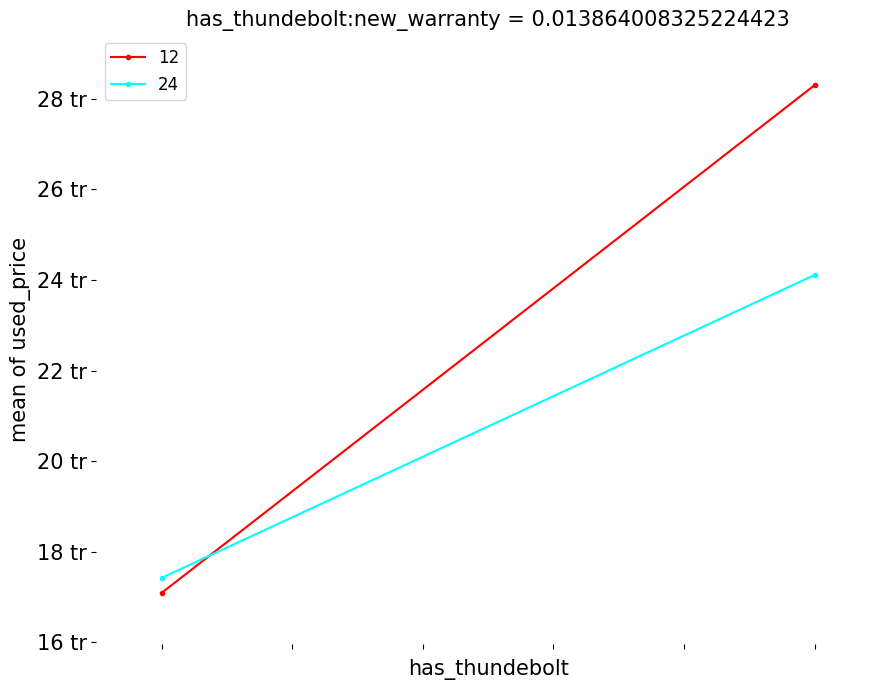 has_thundebolt:new_warranty = 0.013864008325224423
12
24
28 tr
26 tr
24 tr
22 tr
20 tr
18 tr
16 tr
mean of used_price
has_thundebolt